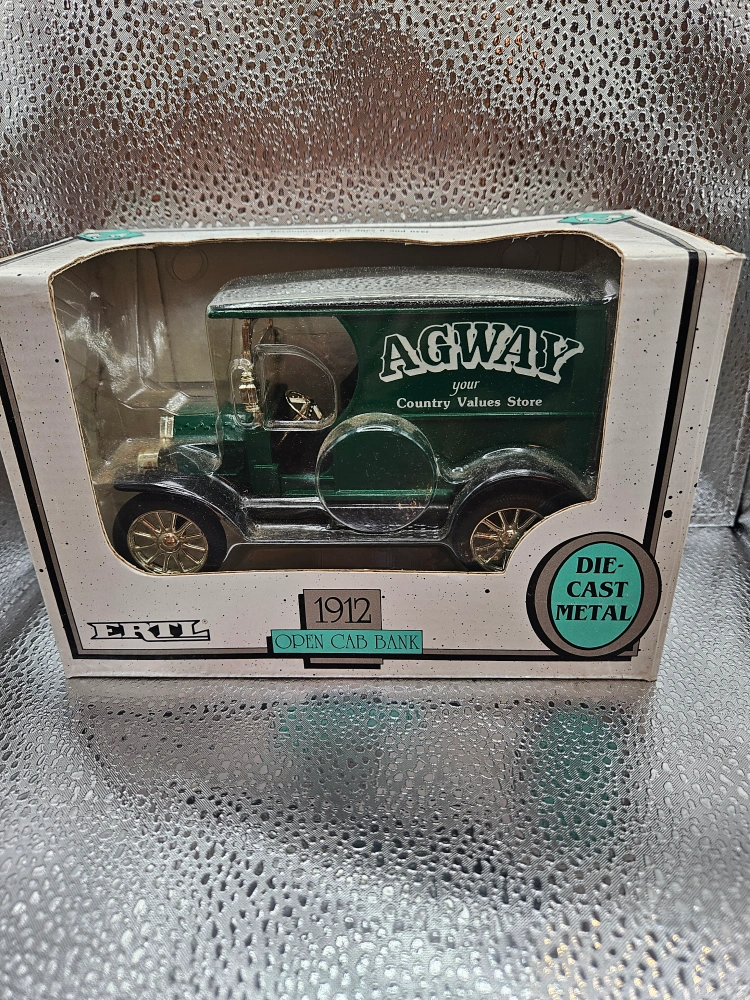 AGWAY
your
Country Values Store
DIE-
CAST
METAL
1912
ERTL
OPEN CAB BANK